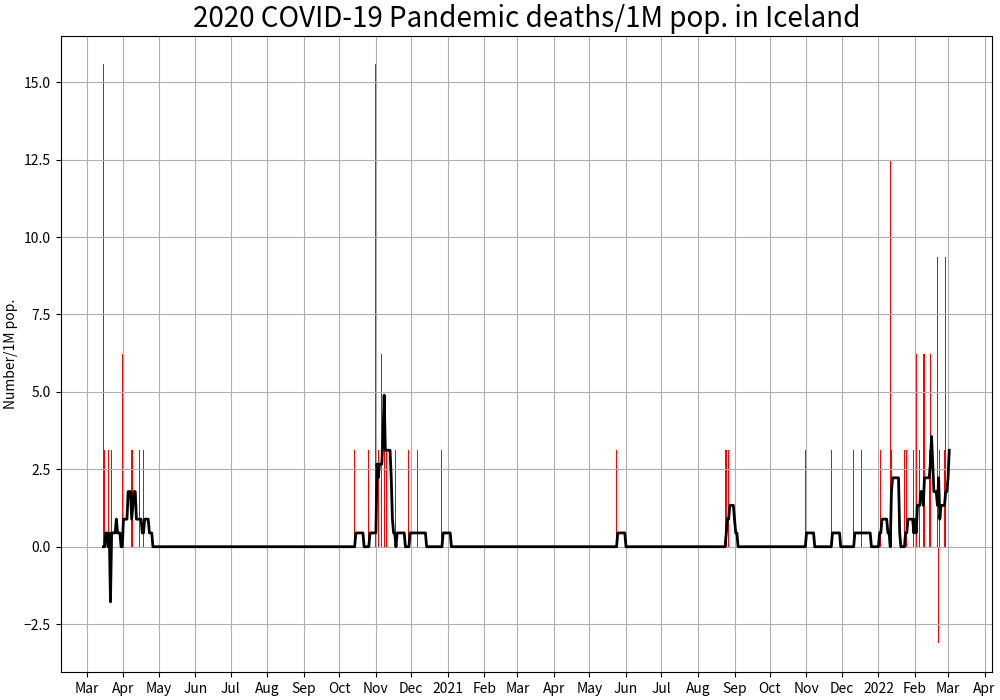 2020 COVID-19 Pandemic deaths/1M pop. in Iceland
Number/1M pop.
15.0
12.5
10.0
7.5
5.0
2.5
0.0
−2.5
Mar Apr May Jun Jul Aug Sep Oct Nov Dec 2021 Feb Mar Apr May Jun Jul Aug Sep Oct Nov Dec 2022 Feb Mar Apr